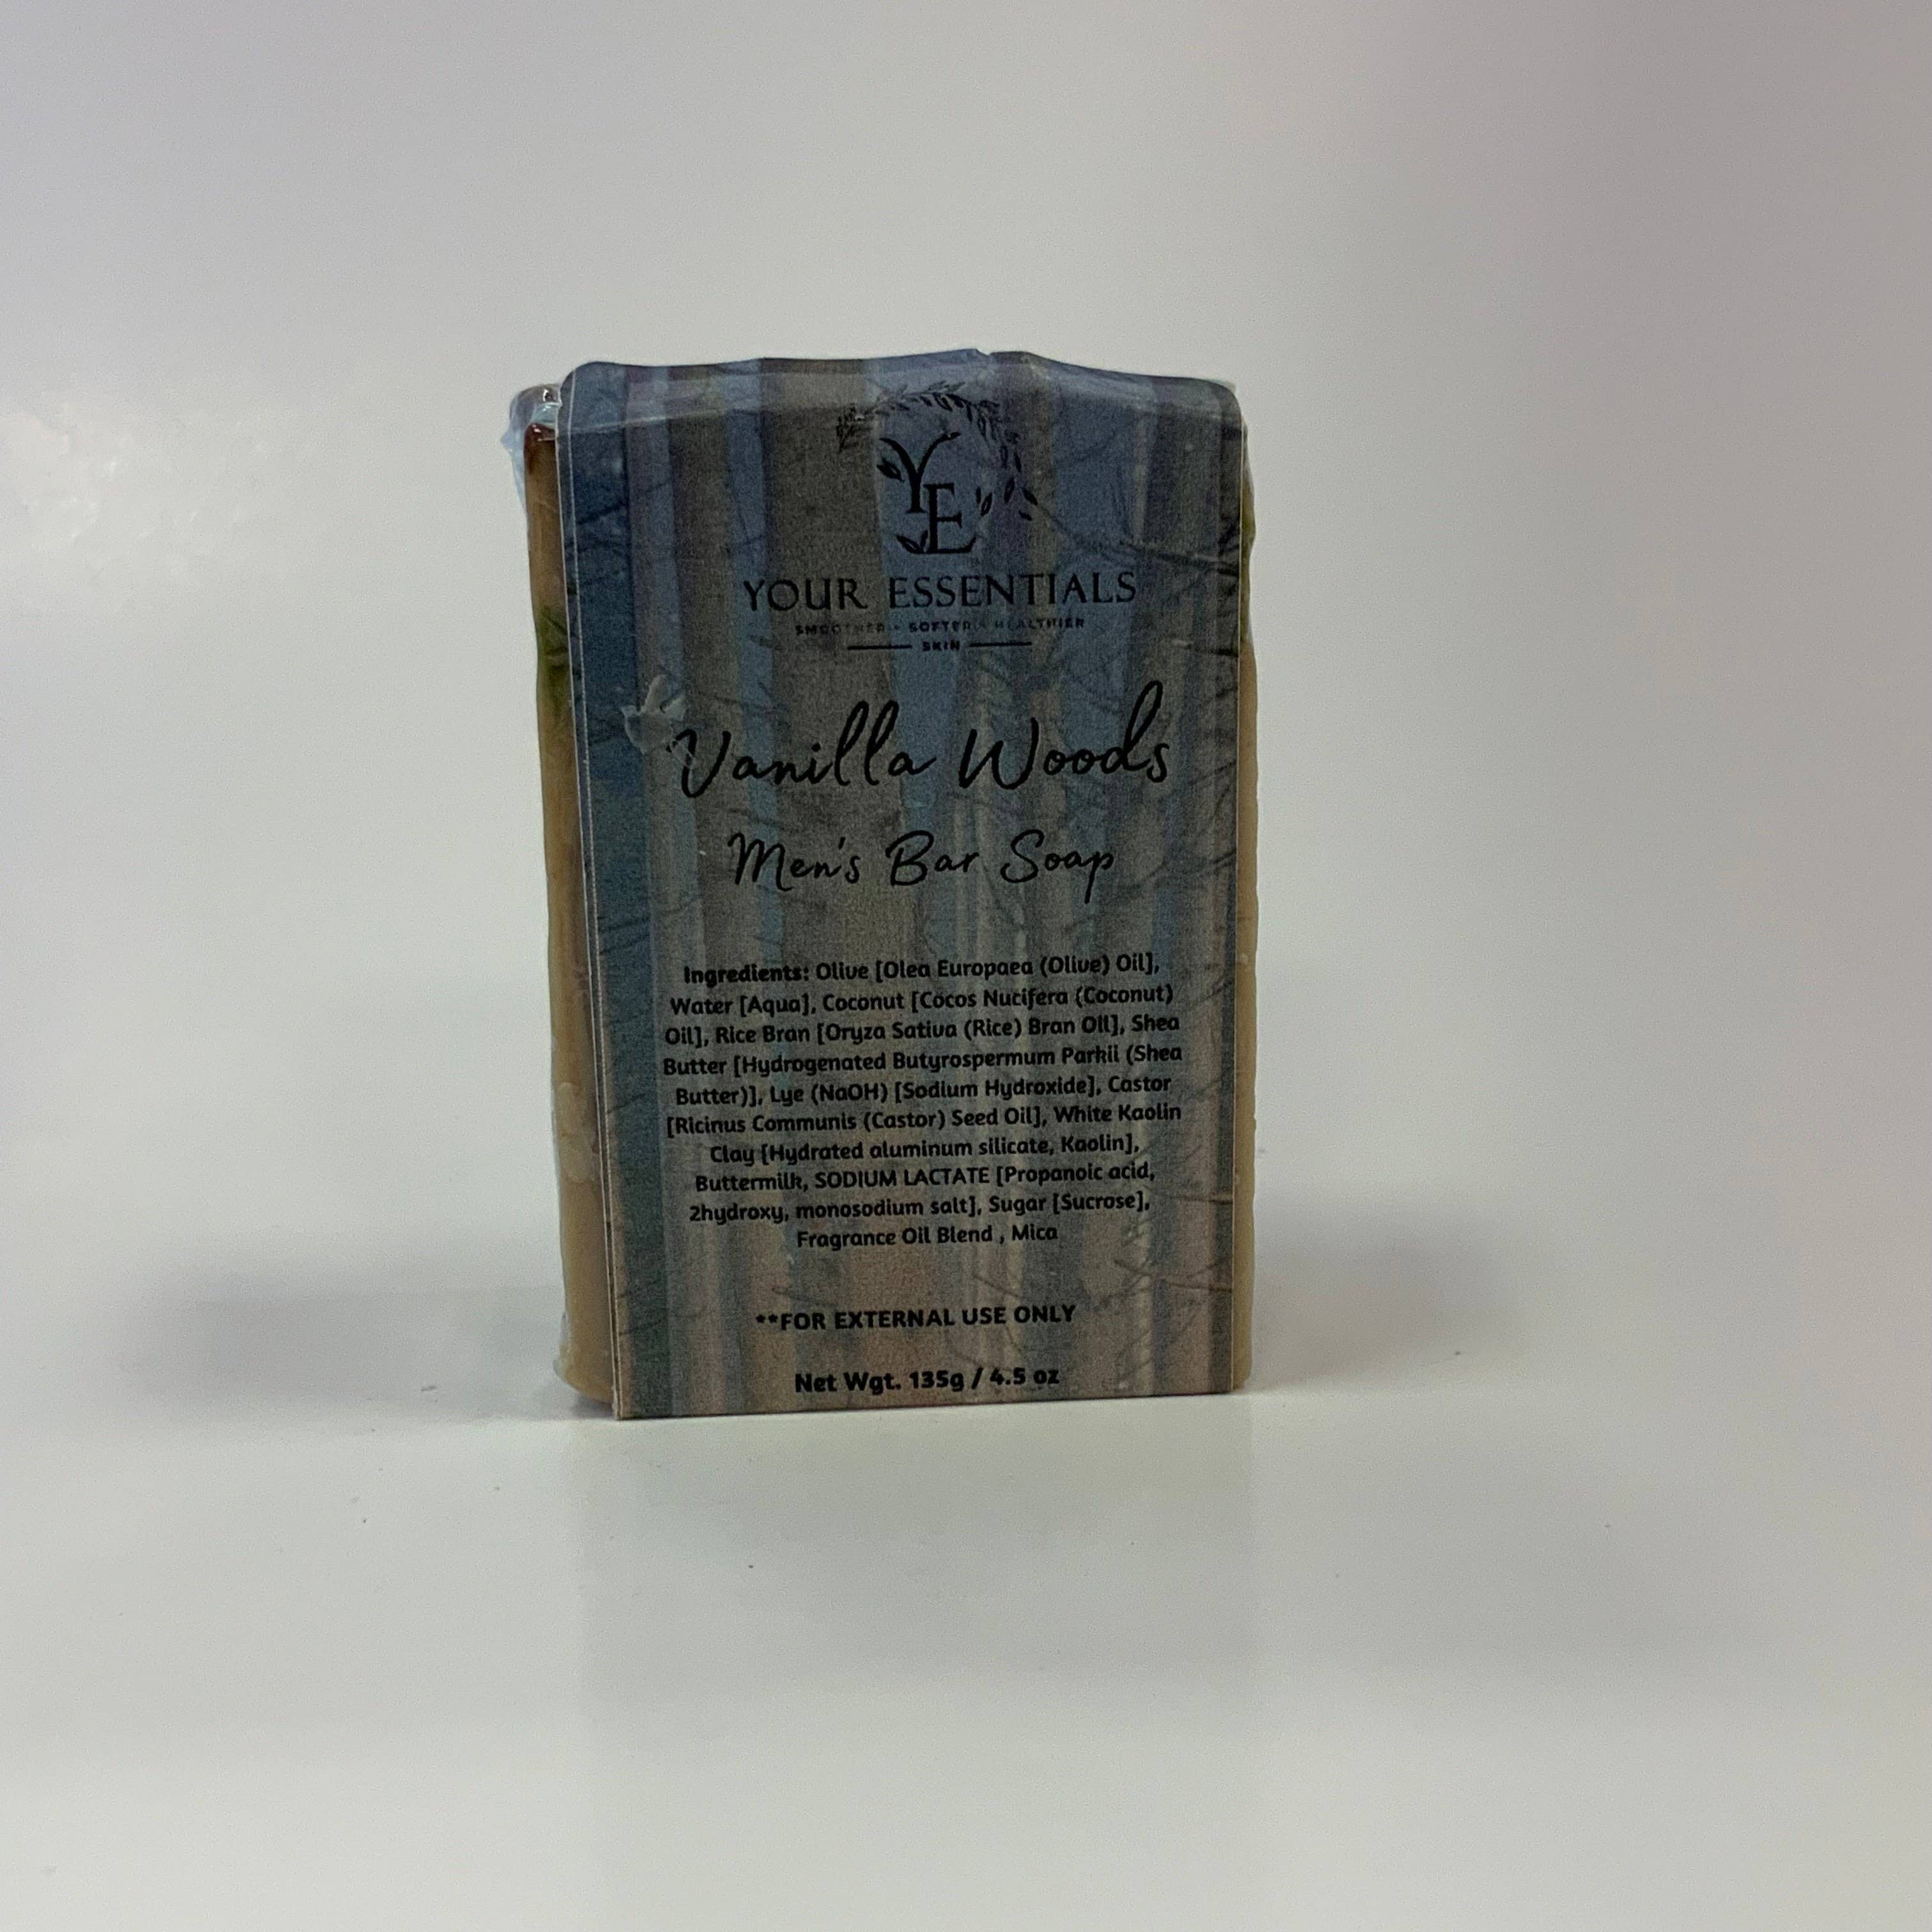 YE
YOUR ESSENTIALS
SMOOTHER • SOFTER • HEALTHIER
SKIN
Vanilla Woods
Men's Bar Soap
Ingredients: Olive [Olea Europaea (Olive) Oil],
Water [Aqua], Coconut [Cocos Nucifera (Coconut)
Oil], Rice Bran [Oryza Sativa (Rice) Bran Oil], Shea
Butter [Hydrogenated Butyrospermum Parkii (Shea
Butter)], Lye (NaOH) [Sodium Hydroxide], Castor
[Ricinus Communis (Castor) Seed Oil], White Kaolin
Clay [Hydrated aluminum silicate, Kaolin],
Buttermilk, SODIUM LACTATE [Propanoic acid,
2hydroxy, monosodium salt], Sugar [Sucrose],
Fragrance Oil Blend , Mica
**FOR EXTERNAL USE ONLY
Net Wgt. 135g / 4.5 oz